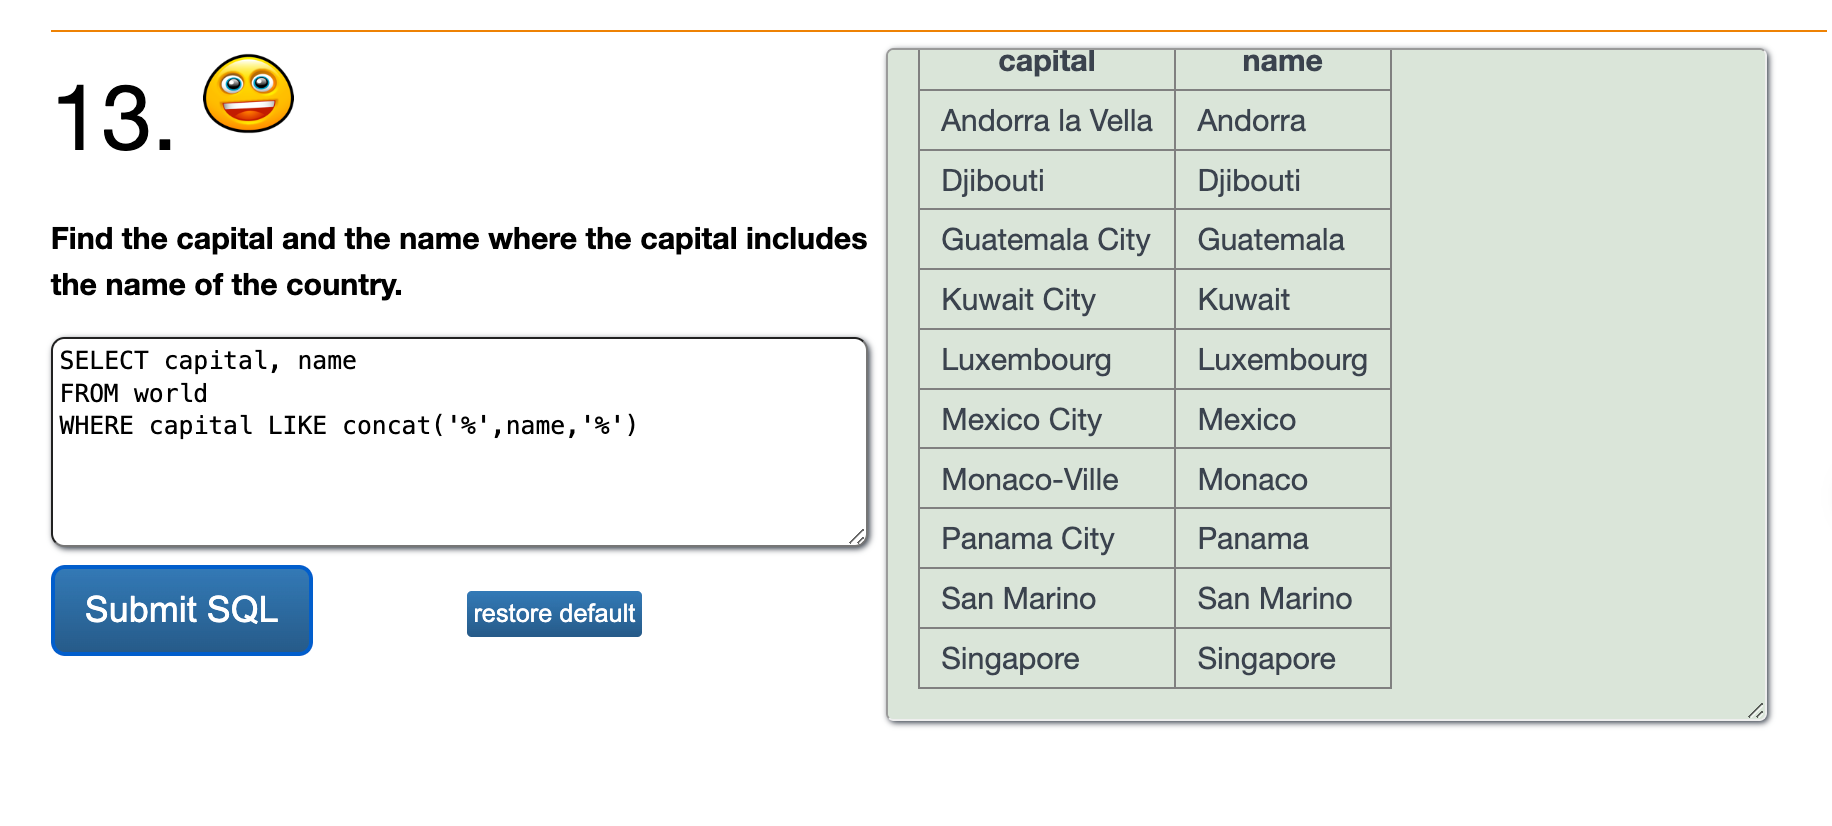 13.
Find the capital and the name where the capital includes
the name of the country.
SELECT capital, name
FROM world
WHERE capital LIKE concat('%',name,'%')
Submit SQL
restore default
capital name
Andorra la Vella Andorra
Djibouti Djibouti
Guatemala City Guatemala
Kuwait City Kuwait
Luxembourg Luxembourg
Mexico City Mexico
Monaco-Ville Monaco
Panama City Panama
San Marino San Marino
Singapore Singapore